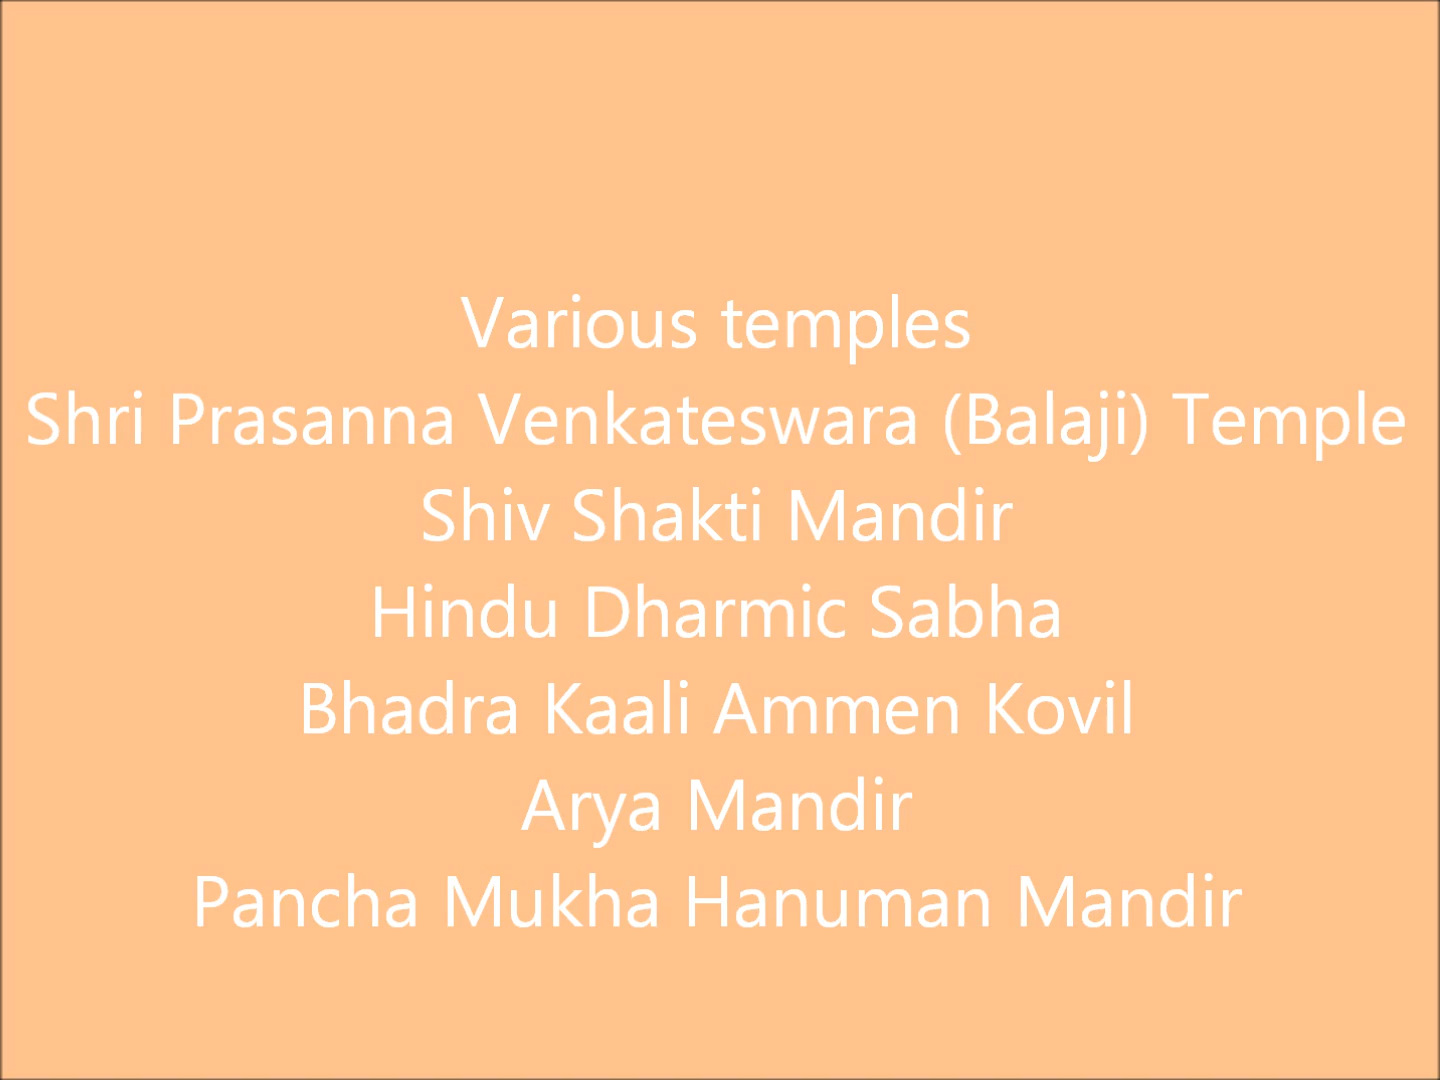 Various temples
Shri Prasanna Venkateswara (Balaji) Temple
Shiv Shakti Mandir
Hindu Dharmic Sabha
Bhadra Kaali Ammen Kovil
Arya Mandir
Pancha Mukha Hanuman Mandir